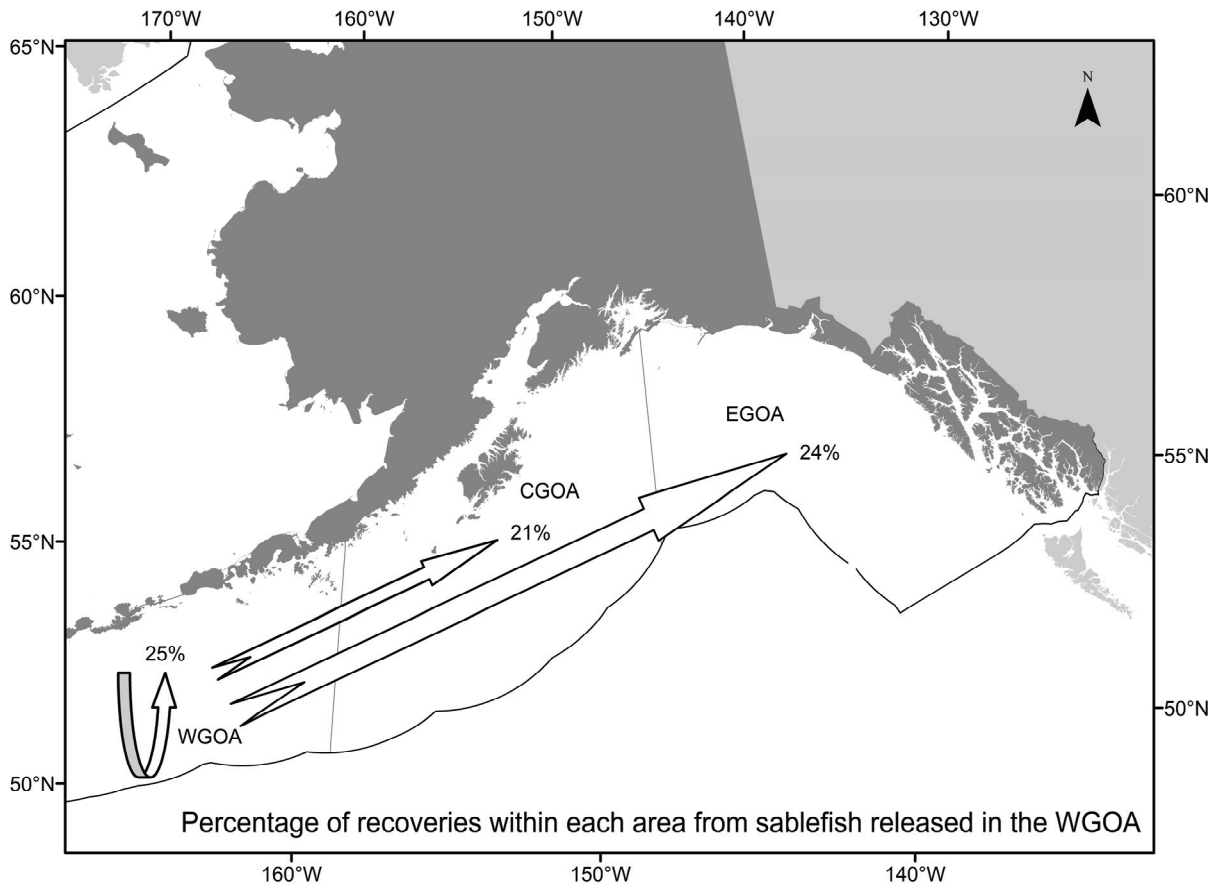 170°W 160°W 150°W 140°W 130°W
65°N
N
60°N
60°N
EGOA
24%
55°N
CGOA
21%
55°N
25%
WGOA
50°N
50°N
Percentage of recoveries within each area from sablefish released in the WGOA
160°W 150°W 140°W